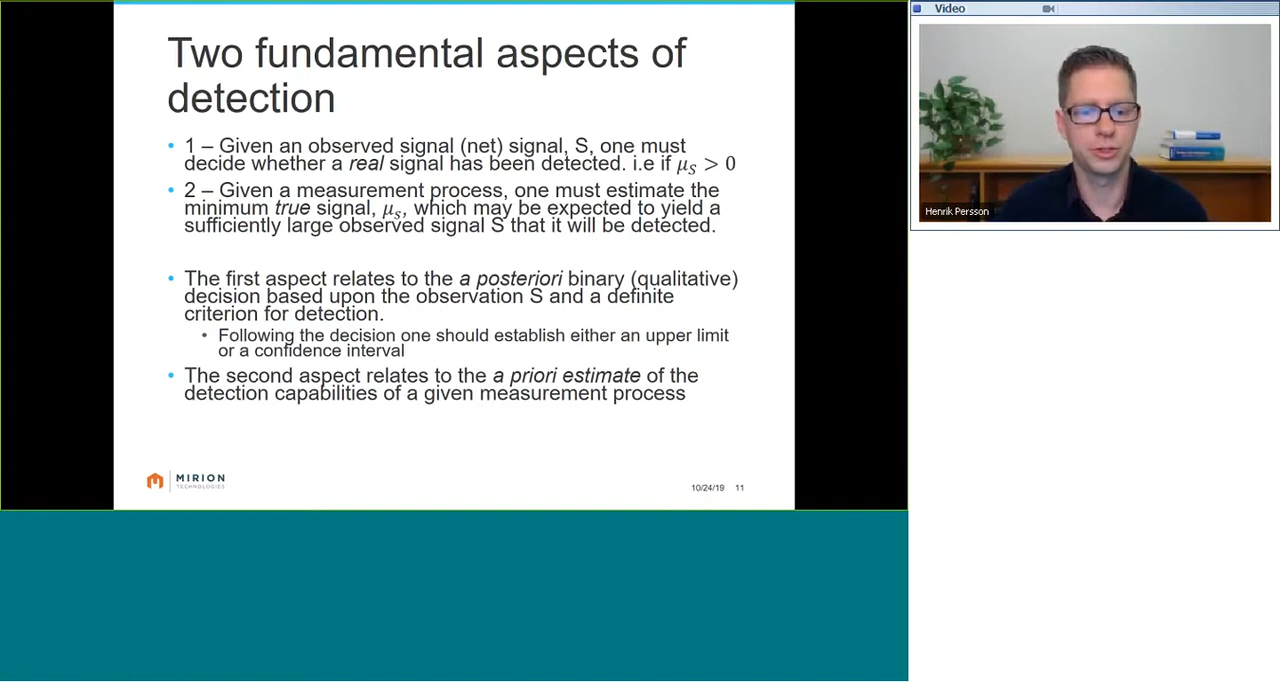 Two fundamental aspects of
detection
• 1 – Given an observed signal (net) signal, S, one must
decide whether a real signal has been detected. i.e if μ_S > 0
• 2 – Given a measurement process, one must estimate the
minimum true signal, μ_s, which may be expected to yield a
sufficiently large observed signal S that it will be detected.
• The first aspect relates to the a posteriori binary (qualitative)
decision based upon the observation S and a definite
criterion for detection.
• Following the decision one should establish either an upper limit
or a confidence interval
• The second aspect relates to the a priori estimate of the
detection capabilities of a given measurement process
MIRION
TECHNOLOGIES
10/24/19 11
Video
Henrik Persson